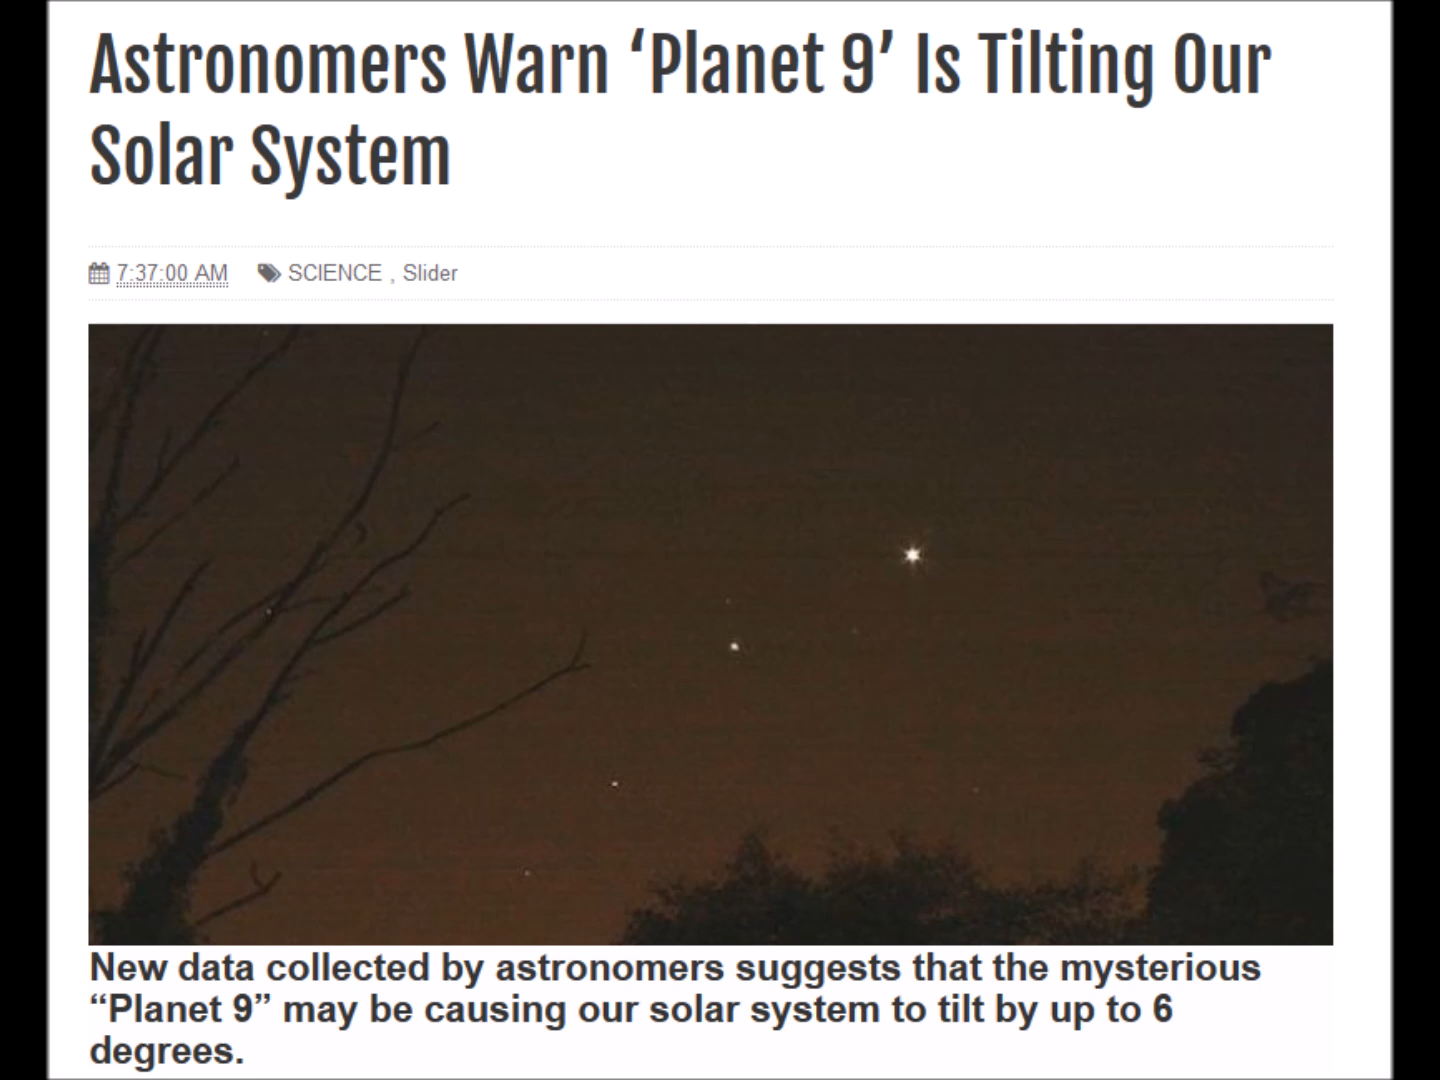 Astronomers Warn ‘Planet 9’ Is Tilting Our
Solar System
7:37:00 AM SCIENCE , Slider
New data collected by astronomers suggests that the mysterious
“Planet 9” may be causing our solar system to tilt by up to 6
degrees.